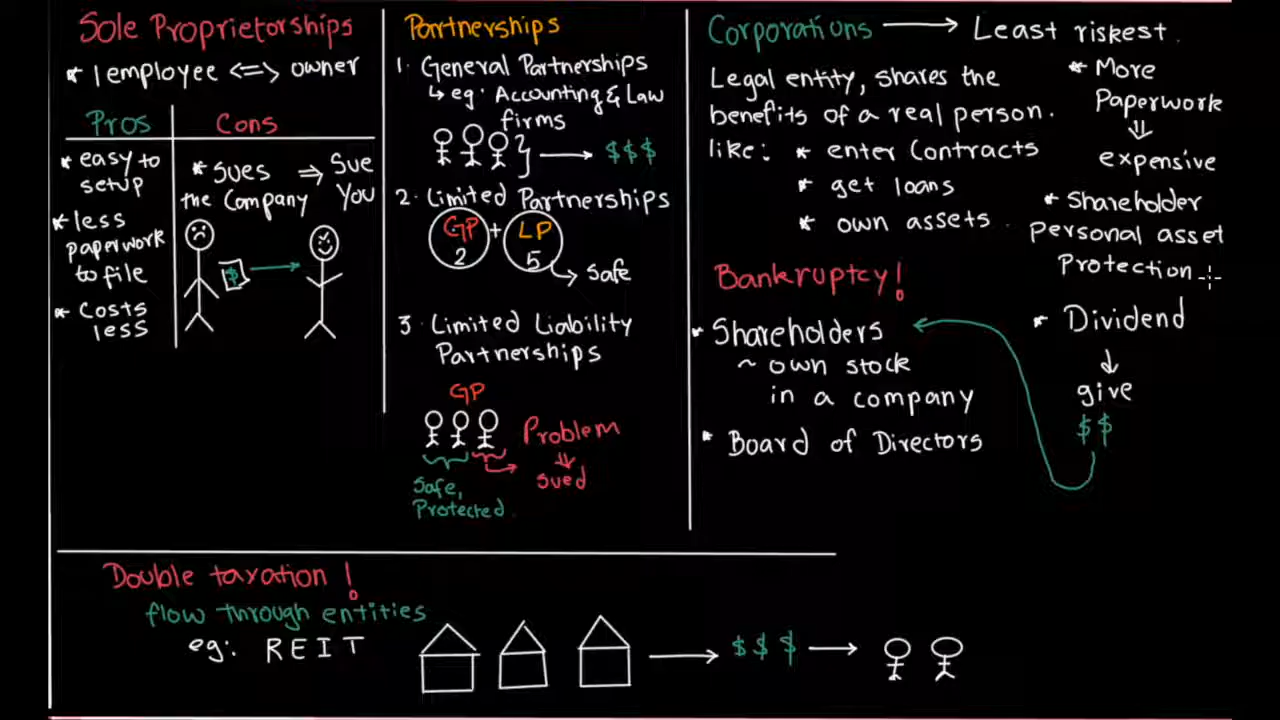 Sole Proprietorships
* 1 employee <=> owner
Pros
Cons
* easy to
setup
* less
paperwork
to file
* Costs
less
* Sues => Sue
the Company You
$
Partnerships
1. General Partnerships
↳ eg: Accounting & Law
firms
$$$
2. Limited Partnerships
GP + LP
2 5
Safe
3. Limited Liability
Partnerships
GP
Problem
sued
Safe,
Protected.
Corporations → Least riskest.
Legal entity, shares the
benefits of a real person.
like: * enter Contracts
* get loans
* own assets.
* More
Paperwork
⇓
expensive
* Shareholder
Personal asset
Protection
Bankruptcy!
* Shareholders
~ own stock
in a company
* Board of Directors
* Dividend
↓
give
$$
Double taxation!
flow through entities
eg: REIT
$$$